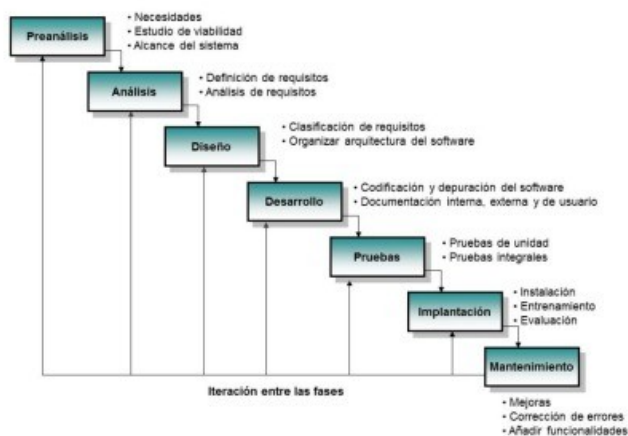 Preanálisis
• Necesidades
• Estudio de viabilidad
• Alcance del sistema
Análisis
• Definición de requisitos
• Análisis de requisitos
Diseño
• Clasificación de requisitos
• Organizar arquitectura del software
Desarrollo
• Codificación y depuración del software
• Documentación interna, externa y de usuario
Pruebas
• Pruebas de unidad
• Pruebas integrales
Implantación
• Instalación
• Entrenamiento
• Evaluación
Mantenimiento
Iteración entre las fases
• Mejoras
• Corrección de errores
• Añadir funcionalidades